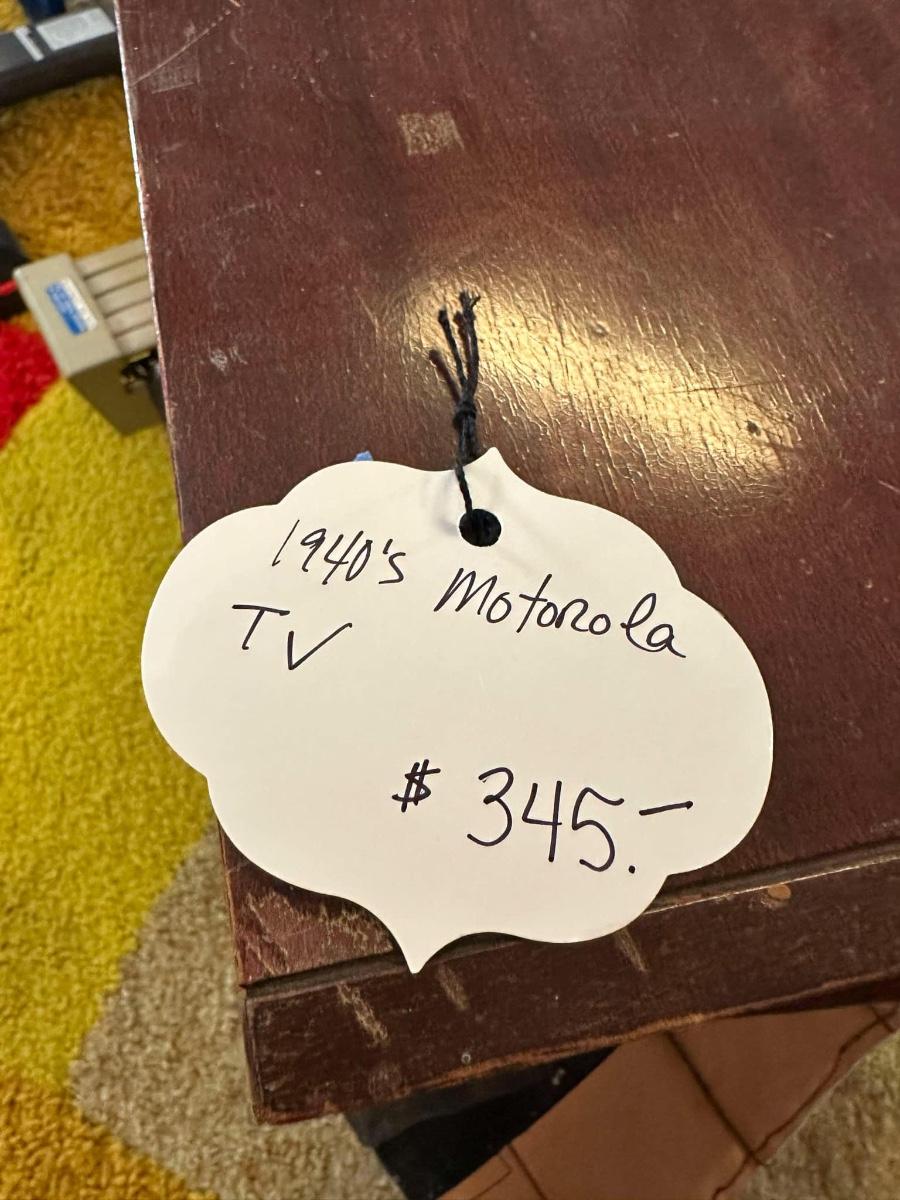 1940's Motorola
TV
$ 345.–